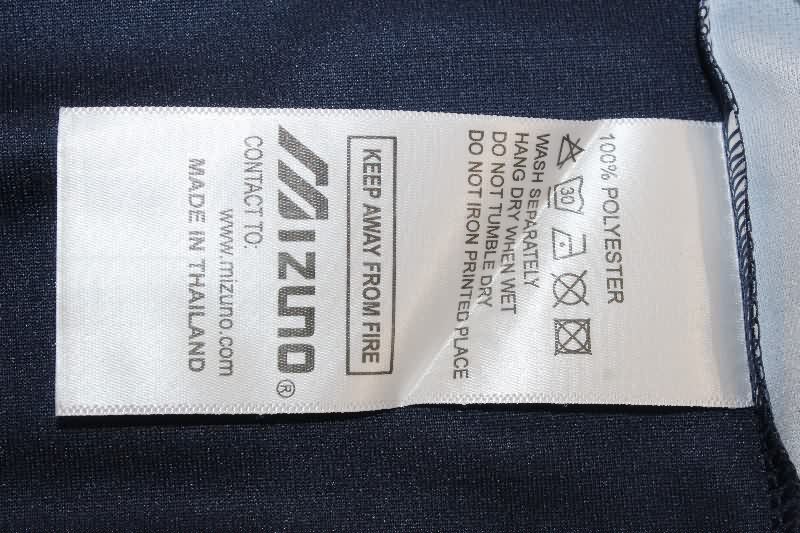 100% POLYESTER
30
WASH SEPARATELY
HANG DRY WHEN WET
DO NOT TUMBLE DRY
DO NOT IRON PRINTED PLACE
KEEP AWAY FROM FIRE
MIZUNO®
CONTACT TO:
www.mizuno.com
MADE IN THAILAND